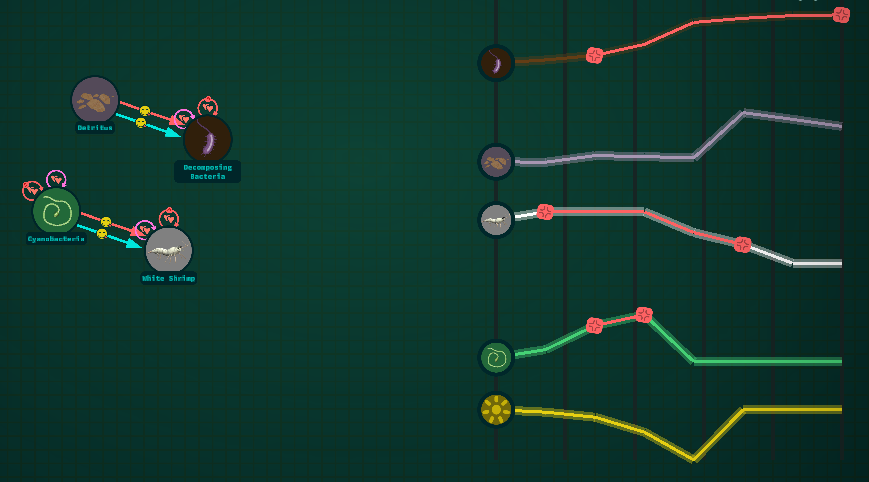 Detritus
Decomposing
Bacteria
Cyanobacteria
White Shrimp